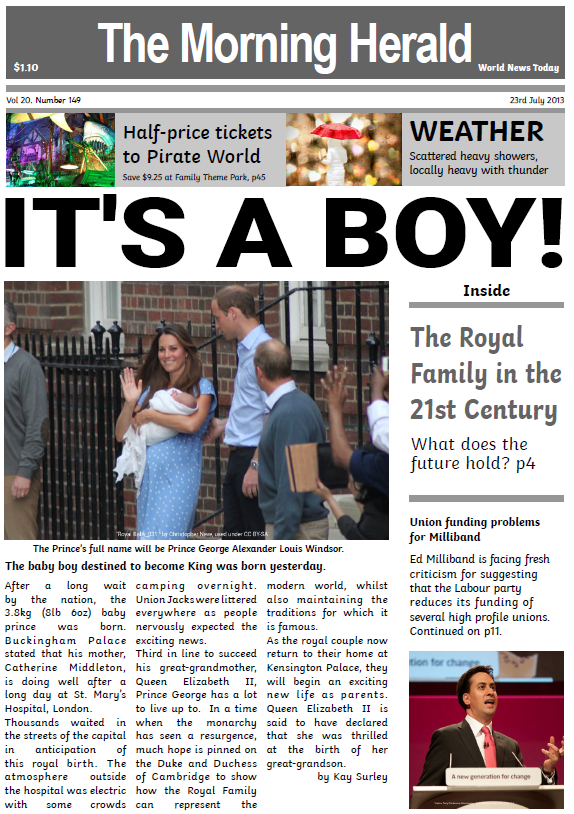 The Morning Herald
$1.10
World News Today
Vol 20. Number 149
23rd July 2013
Half-price tickets
to Pirate World
Save $9.25 at Family Theme Park, p45
WEATHER
Scattered heavy showers,
locally heavy with thunder
IT'S A BOY!
"Royal Baby_031" by Christopher Neve, used under CC BY-SA
The Prince's full name will be Prince George Alexander Louis Windsor.
The baby boy destined to become King was born yesterday.
After a long wait
by the nation, the
3.8kg (8lb 6oz) baby
prince was born.
Buckingham Palace
stated that his mother,
Catherine Middleton,
is doing well after a
long day at St. Mary's
Hospital, London.
Thousands waited in
the streets of the capital
in anticipation of
this royal birth. The
atmosphere outside
the hospital was electric
with some crowds
camping overnight.
Union Jacks were littered
everywhere as people
nervously expected the
exciting news.
Third in line to succeed
his great-grandmother,
Queen Elizabeth II,
Prince George has a lot
to live up to. In a time
when the monarchy
has seen a resurgence,
much hope is pinned on
the Duke and Duchess
of Cambridge to show
how the Royal Family
can represent the
modern world, whilst
also maintaining the
traditions for which it
is famous.
As the royal couple now
return to their home at
Kensington Palace, they
will begin an exciting
new life as parents.
Queen Elizabeth II is
said to have declared
that she was thrilled
at the birth of her
great-grandson.
by Kay Surley
Inside
The Royal
Family in the
21st Century
What does the
future hold? p4
Union funding problems
for Milliband
Ed Milliband is facing fresh
criticism for suggesting
that the Labour party
reduces its funding of
several high profile unions.
Continued on p11.
tion for change
A new generation for change